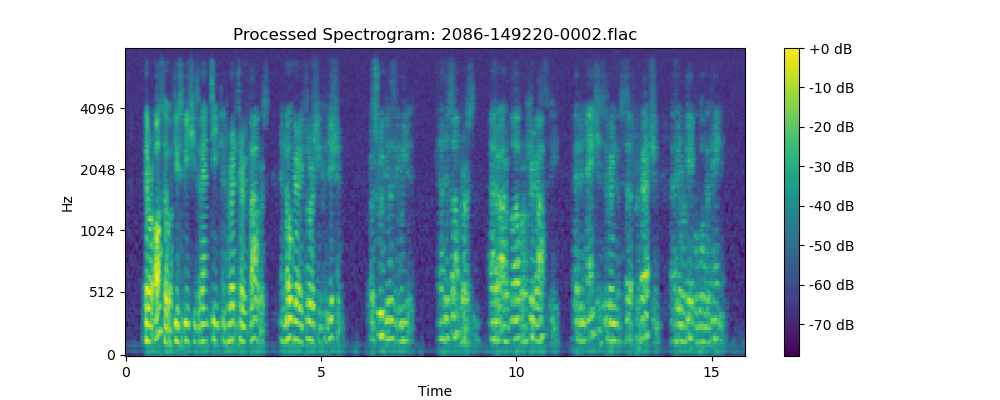 Processed Spectrogram: 2086-149220-0002.flac
+0 dB
4096
-10 dB
-20 dB
2048
-30 dB
Hz
1024
-40 dB
-50 dB
512
-60 dB
-70 dB
0
0 5 10 15
Time